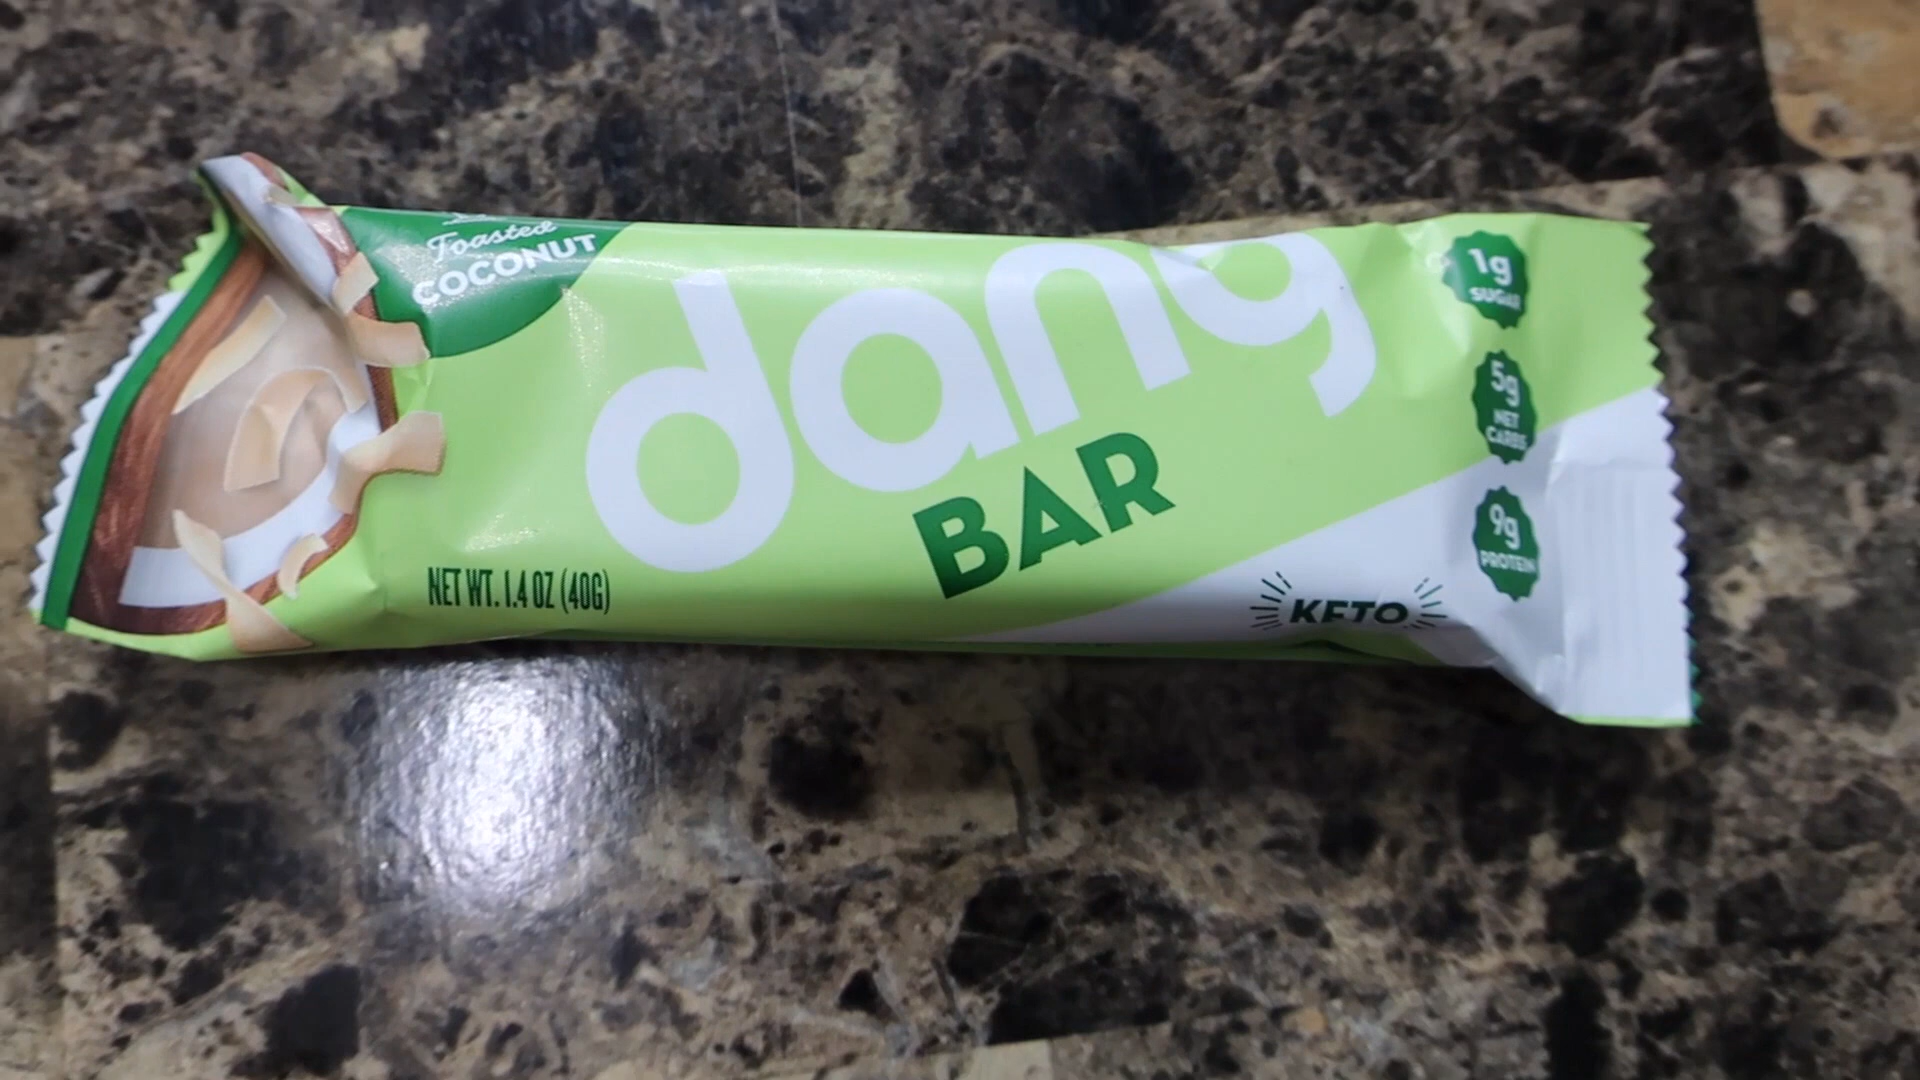 Toasted
COCONUT
dang
BAR
NET WT. 1.4 OZ (40G)
KETO
1g
SUGAR
5g
NET
CARBS
9g
PROTEIN